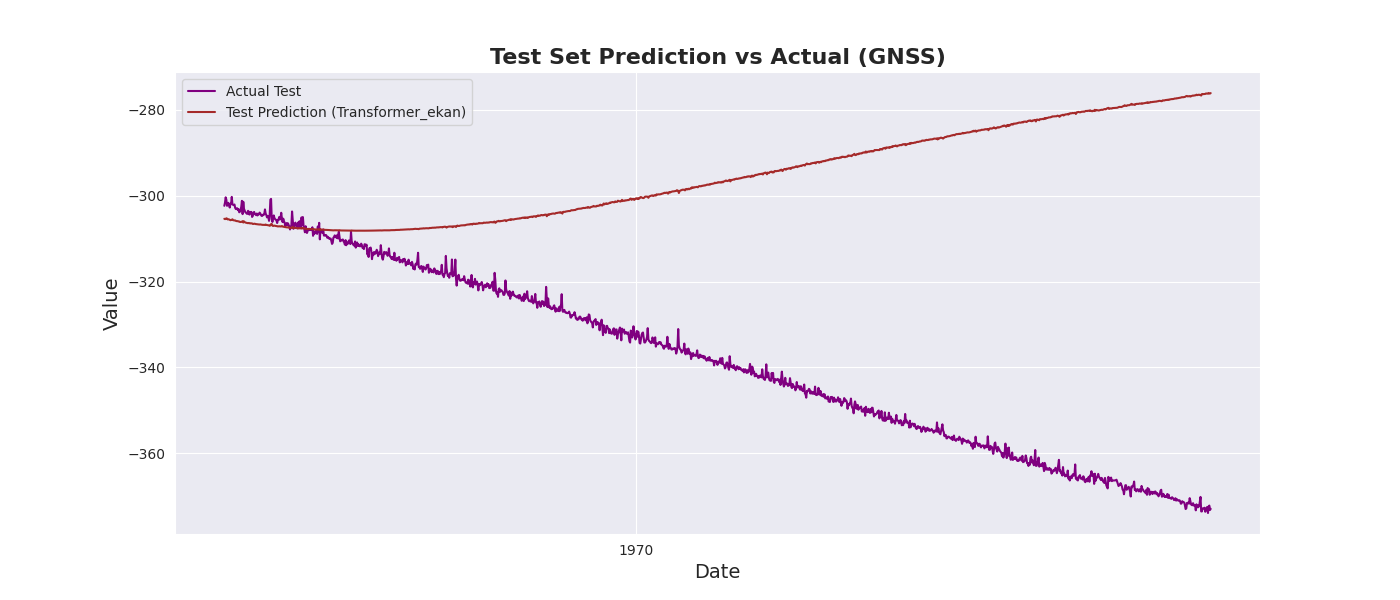 Test Set Prediction vs Actual (GNSS)
Actual Test
Test Prediction (Transformer_ekan)
−280
−300
−320
−340
−360
Value
1970
Date